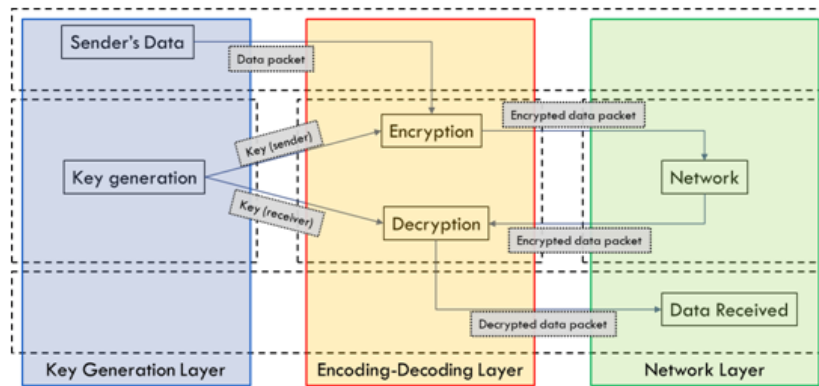 Sender's Data
Data packet
Encryption
Encrypted data packet
Key (sender)
Key generation
Network
Key (receiver)
Decryption
Encrypted data packet
Data Received
Decrypted data packet
Key Generation Layer
Encoding-Decoding Layer
Network Layer